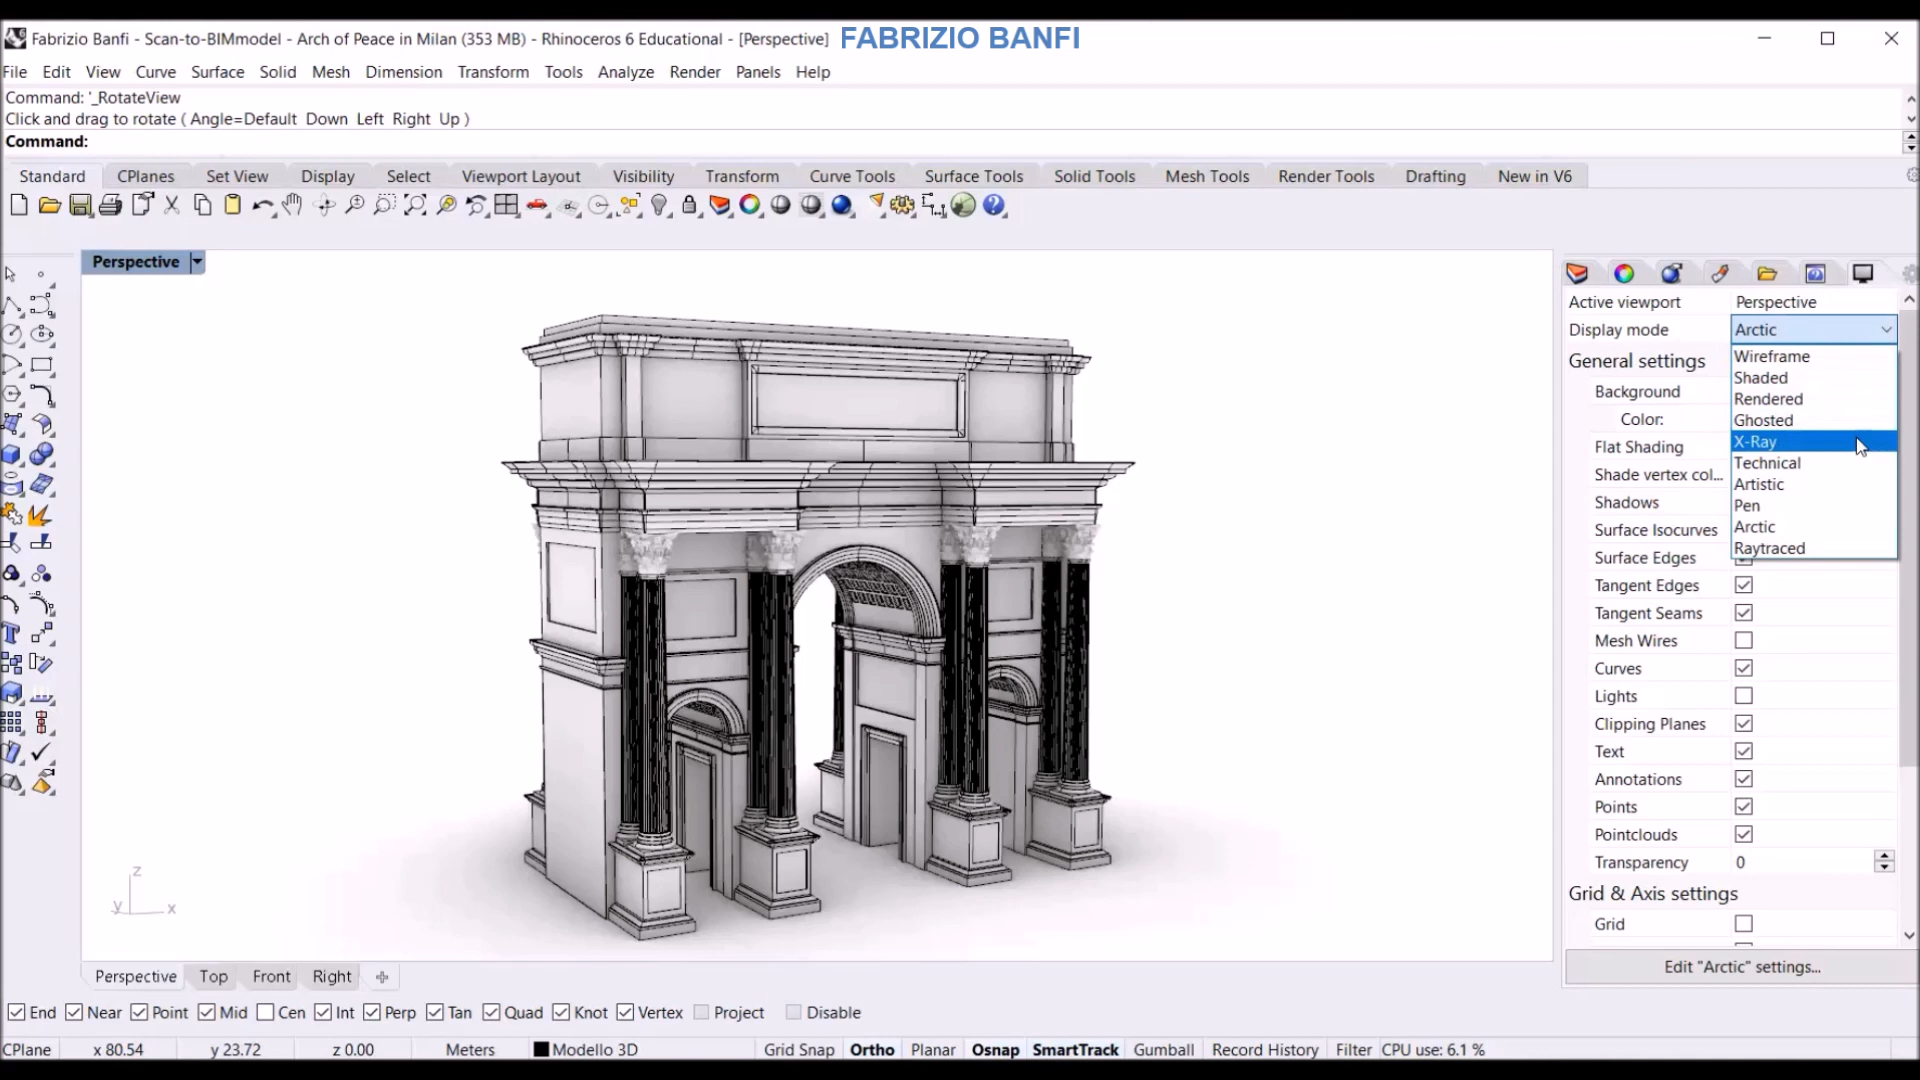 Fabrizio Banfi - Scan-to-BIMmodel - Arch of Peace in Milan (353 MB) - Rhinoceros 6 Educational - [Perspective] FABRIZIO BANFI
File Edit View Curve Surface Solid Mesh Dimension Transform Tools Analyze Render Panels Help
Command: '_RotateView
Click and drag to rotate ( Angle=Default Down Left Right Up )
Command:
Standard CPlanes Set View Display Select Viewport Layout Visibility Transform Curve Tools Surface Tools Solid Tools Mesh Tools Render Tools Drafting New in V6
Perspective
z
y x
Active viewport Perspective
Display mode Arctic
Wireframe
Shaded
Rendered
Ghosted
X-Ray
Technical
Artistic
Pen
Arctic
Raytraced
General settings
Background
Color:
Flat Shading
Shade vertex col...
Shadows
Surface Isocurves
Surface Edges
Tangent Edges
Tangent Seams
Mesh Wires
Curves
Lights
Clipping Planes
Text
Annotations
Points
Pointclouds
Transparency 0
Grid & Axis settings
Grid
Edit "Arctic" settings...
Perspective Top Front Right
End Near Point Mid Cen Int Perp Tan Quad Knot Vertex Project Disable
CPlane x 80.54 y 23.72 z 0.00 Meters Modello 3D Grid Snap Ortho Planar Osnap SmartTrack Gumball Record History Filter CPU use: 6.1 %